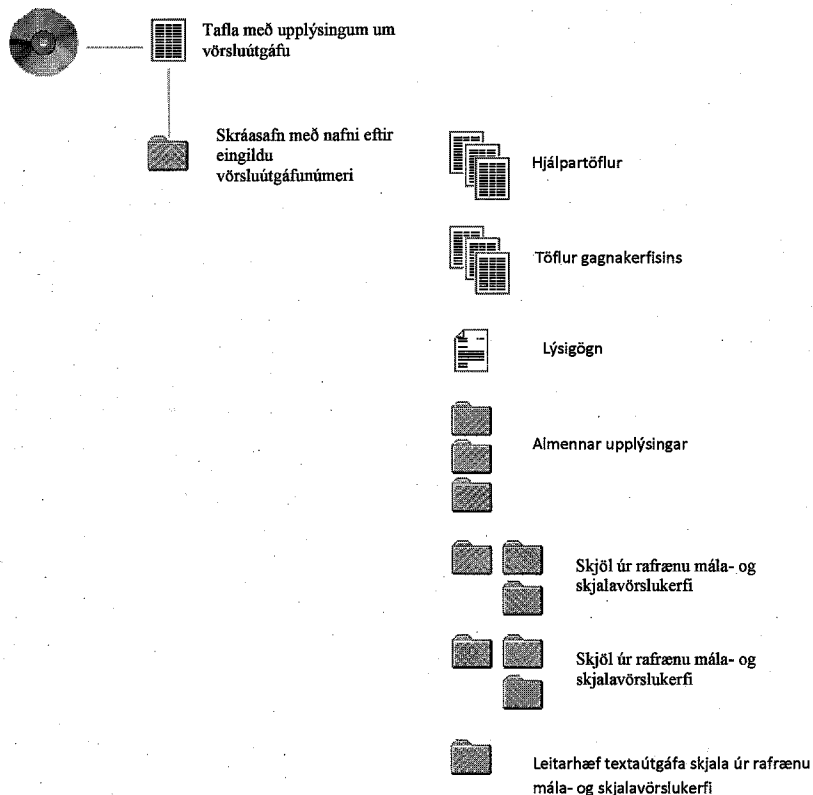 Tafla með upplýsingum um
vörsluútgáfu
Skráasafn með nafni eftir
eingildu
vörsluútgáfunúmeri
Hjálpartöflur
Töflur gagnakerfisins
Lýsigögn
Almennar upplýsingar
Skjöl úr rafrænu mála- og
skjalavörslukerfi
Skjöl úr rafrænu mála- og
skjalavörslukerfi
Leitarhæf textaútgáfa skjala úr rafrænu
mála- og skjalavörslukerfi